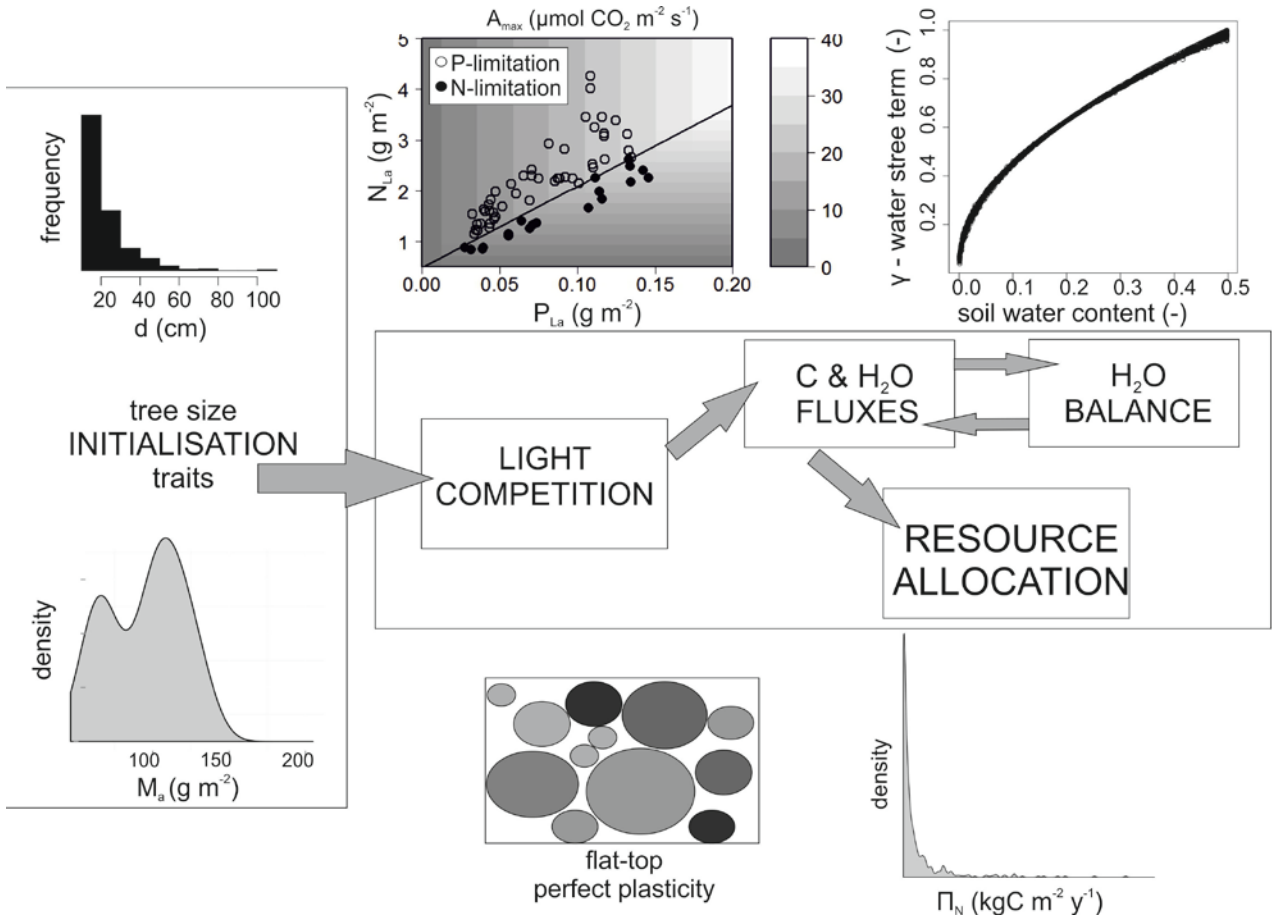 frequency
20 40 60 80 100
d (cm)
tree size
INITIALISATION
traits
density
100 150 200
Mₐ (g m⁻²)
Aₘₐₓ (μmol CO₂ m⁻² s⁻¹)
5
4
3
2
1
N_La (g m⁻²)
P-limitation
N-limitation
0.00 0.05 0.10 0.15 0.20
P_La (g m⁻²)
40
30
20
10
0
γ - water stree term (-)
1.0
0.8
0.6
0.4
0.2
0.0 0.1 0.2 0.3 0.4 0.5
soil water content (-)
LIGHT
COMPETITION
C & H₂O
FLUXES
H₂O
BALANCE
RESOURCE
ALLOCATION
flat-top
perfect plasticity
density
Π_N (kgC m⁻² y⁻¹)